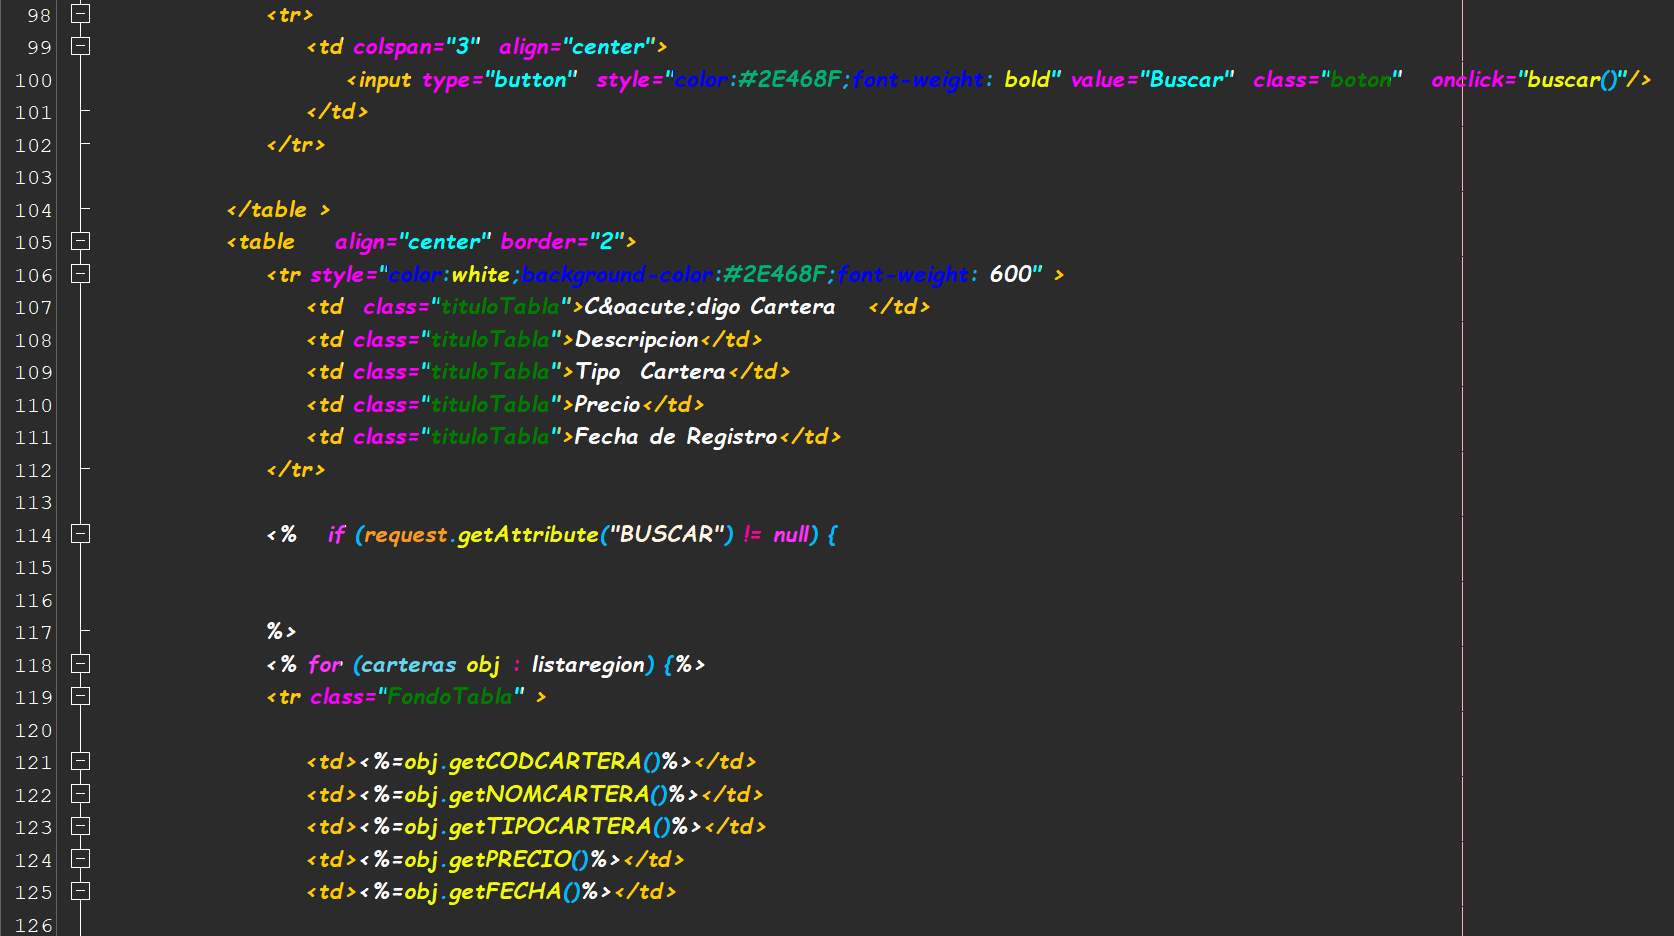 98 <tr>
99 <td colspan="3" align="center">
100 <input type="button" style="color:#2E468F;font-weight: bold" value="Buscar" class="boton" onclick="buscar()"/>
101 </td>
102 </tr>
103
104 </table >
105 <table align="center" border="2">
106 <tr style="color:white;background-color:#2E468F;font-weight: 600" >
107 <td class="tituloTabla">C&oacute;digo Cartera </td>
108 <td class="tituloTabla">Descripcion</td>
109 <td class="tituloTabla">Tipo Cartera</td>
110 <td class="tituloTabla">Precio</td>
111 <td class="tituloTabla">Fecha de Registro</td>
112 </tr>
113
114 <% if (request.getAttribute("BUSCAR") != null) {
115
116
117 %>
118 <% for (carteras obj : listaregion) {%>
119 <tr class="FondoTabla" >
120
121 <td><%=obj.getCODCARTERA()%></td>
122 <td><%=obj.getNOMCARTERA()%></td>
123 <td><%=obj.getTIPOCARTERA()%></td>
124 <td><%=obj.getPRECIO()%></td>
125 <td><%=obj.getFECHA()%></td>
126